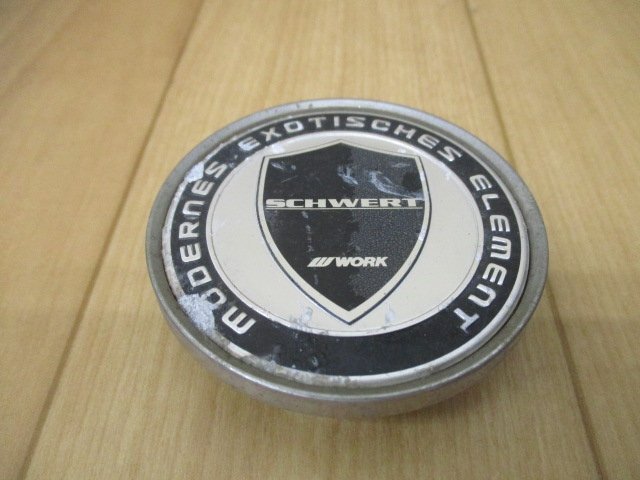 MODERNES EXOTISCHES ELEMENT
SCHWERT
WORK